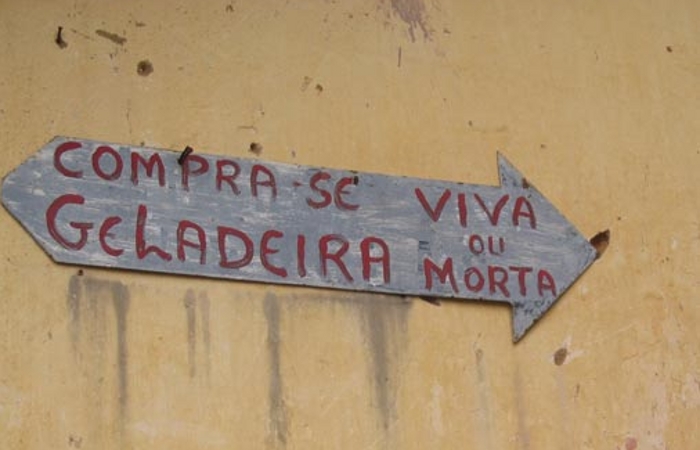 COMPRA-SE
GELADEIRA
VIVA
OU
MORTA